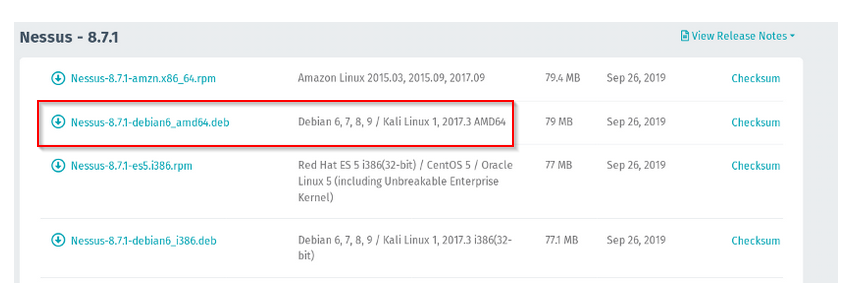 Nessus - 8.7.1
View Release Notes
Nessus-8.7.1-amzn.x86_64.rpm Amazon Linux 2015.03, 2015.09, 2017.09 79.4 MB Sep 26, 2019 Checksum
Nessus-8.7.1-debian6_amd64.deb Debian 6, 7, 8, 9 / Kali Linux 1, 2017.3 AMD64 79 MB Sep 26, 2019 Checksum
Nessus-8.7.1-es5.i386.rpm Red Hat ES 5 i386(32-bit) / CentOS 5 / Oracle 77 MB Sep 26, 2019 Checksum
Linux 5 (including Unbreakable Enterprise
Kernel)
Nessus-8.7.1-debian6_i386.deb Debian 6, 7, 8, 9 / Kali Linux 1, 2017.3 i386(32- 77.1 MB Sep 26, 2019 Checksum
bit)